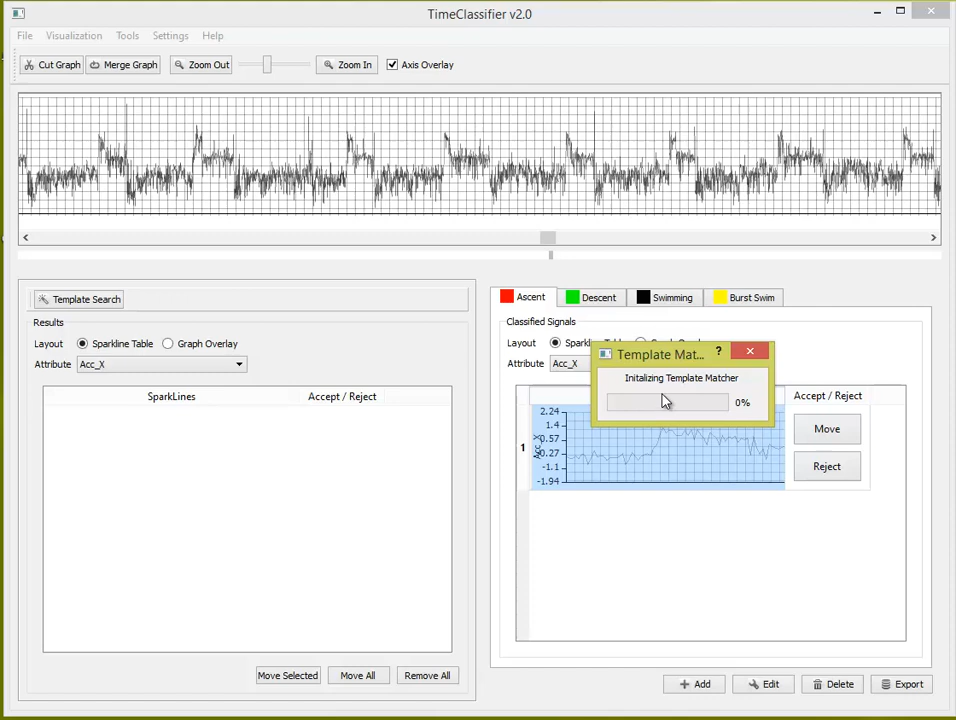 TimeClassifier v2.0
File Visualization Tools Settings Help
Cut Graph Merge Graph Zoom Out Zoom In Axis Overlay
Template Search
Results
Layout Sparkline Table Graph Overlay
Attribute Acc_X
SparkLines Accept / Reject
Move Selected Move All Remove All
Ascent Descent Swimming Burst Swim
Classified Signals
Layout
Attribute Acc_X
Template Mat... ?
Initalizing Template Matcher
0%
Accept / Reject
1
Acc_X
2.24
1.4
0.57
-0.27
-1.1
-1.94
Move
Reject
Add Edit Delete Export